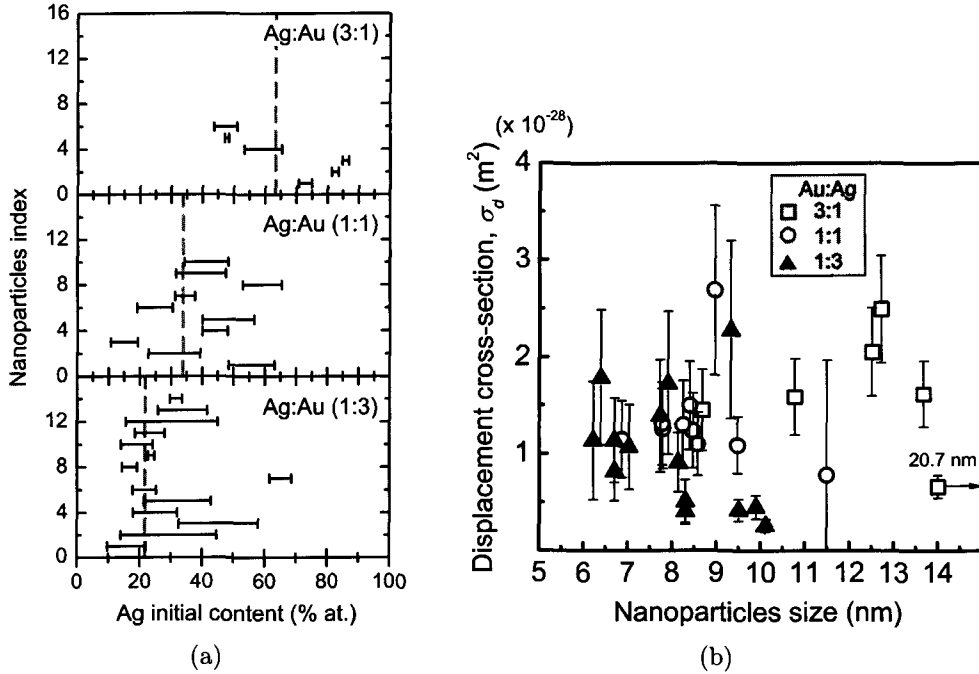 Ag:Au (3:1)
16
12
8
4
0
Ag:Au (1:1)
12
8
4
0
Ag:Au (1:3)
12
8
4
0
0 20 40 60 80 100
Nanoparticles index
Ag initial content (% at.)
(a)
(x 10-28)
Displacement cross-section, σd (m2)
4
3
2
1
0
Au:Ag
3:1
1:1
1:3
20.7 nm
5 6 7 8 9 10 11 12 13 14
Nanoparticles size (nm)
(b)